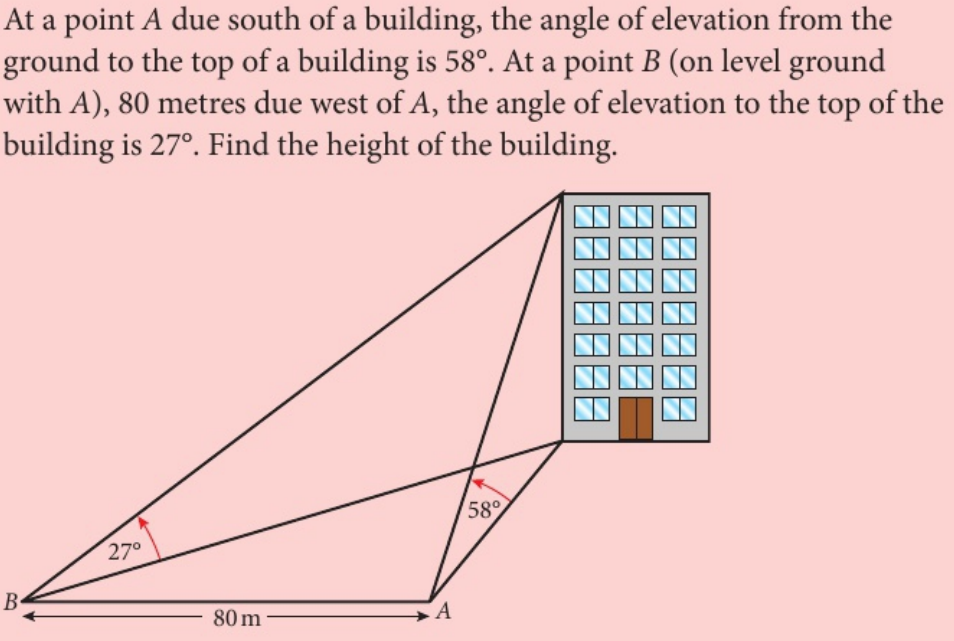 At a point A due south of a building, the angle of elevation from the
ground to the top of a building is 58°. At a point B (on level ground
with A), 80 metres due west of A, the angle of elevation to the top of the
building is 27°. Find the height of the building.
58°
27°
B
A
80 m